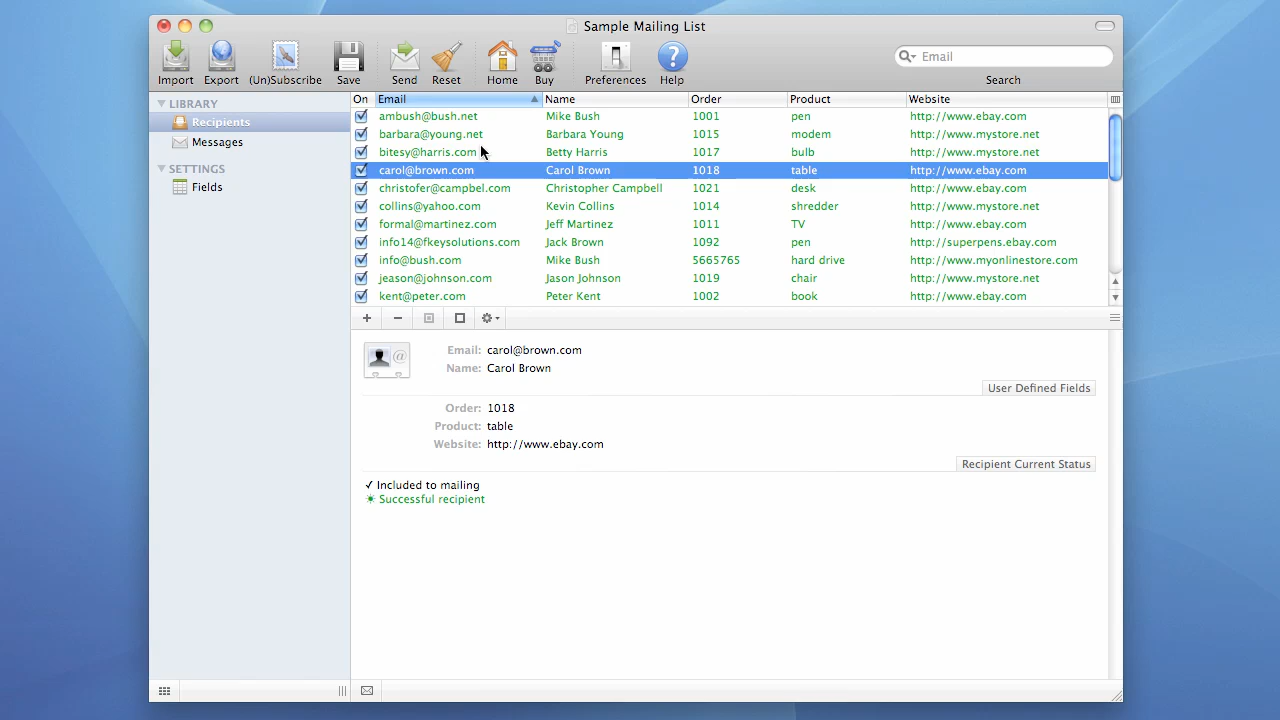 Sample Mailing List
Import Export (Un)Subscribe Save Send Reset Home Buy Preferences Help Email Search
LIBRARY
Recipients
Messages
SETTINGS
Fields
On Email Name Order Product Website
ambush@bush.net Mike Bush 1001 pen http://www.ebay.com
barbara@young.net Barbara Young 1015 modem http://www.mystore.net
bitesy@harris.com Betty Harris 1017 bulb http://www.mystore.net
carol@brown.com Carol Brown 1018 table http://www.ebay.com
christofer@campbel.com Christopher Campbell 1021 desk http://www.ebay.com
collins@yahoo.com Kevin Collins 1014 shredder http://www.mystore.net
formal@martinez.com Jeff Martinez 1011 TV http://www.ebay.com
info14@fkeysolutions.com Jack Brown 1092 pen http://superpens.ebay.com
info@bush.com Mike Bush 5665765 hard drive http://www.myonlinestore.com
jeason@johnson.com Jason Johnson 1019 chair http://www.mystore.net
kent@peter.com Peter Kent 1002 book http://www.ebay.com
Email: carol@brown.com
Name: Carol Brown
User Defined Fields
Order: 1018
Product: table
Website: http://www.ebay.com
Recipient Current Status
✓ Included to mailing
Successful recipient